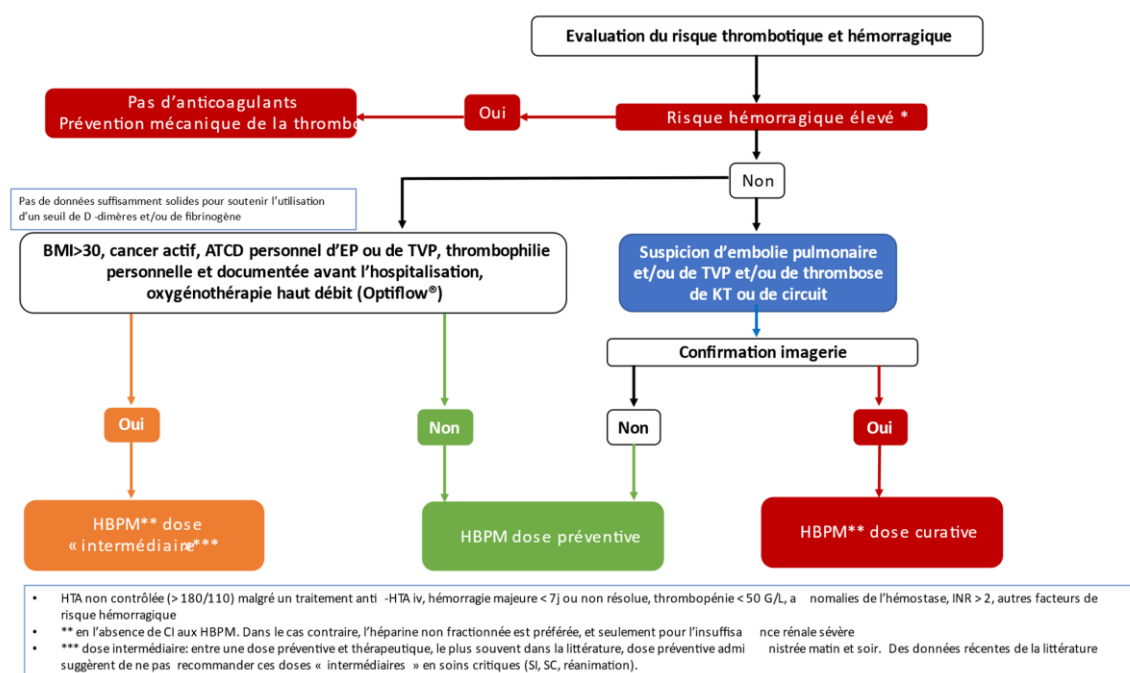 Evaluation du risque thrombotique et hémorragique
Pas d’anticoagulants
Prévention mécanique de la thrombo
Oui
Risque hémorragique élevé *
Non
Pas de données suffisamment solides pour soutenir l’utilisation
d’un seuil de D -dimères et/ou de fibrinogène
BMI>30, cancer actif, ATCD personnel d’EP ou de TVP, thrombophilie
personnelle et documentée avant l’hospitalisation,
oxygénothérapie haut débit (Optiflow®)
Suspicion d’embolie pulmonaire
et/ou de TVP et/ou de thrombose
de KT ou de circuit
Confirmation imagerie
Oui
Non
Non
Oui
HBPM** dose
« intermédiaire »***
HBPM dose préventive
HBPM** dose curative
• HTA non contrôlée (> 180/110) malgré un traitement anti -HTA iv, hémorragie majeure < 7j ou non résolue, thrombopénie < 50 G/L, a nomalies de l’hémostase, INR > 2, autres facteurs de
risque hémorragique
• ** en l’absence de CI aux HBPM. Dans le cas contraire, l’héparine non fractionnée est préférée, et seulement pour l’insuffisa nce rénale sévère
• *** dose intermédiaire: entre une dose préventive et thérapeutique, le plus souvent dans la littérature, dose préventive admi nistrée matin et soir. Des données récentes de la littérature
suggèrent de ne pas recommander ces doses « intermédiaires » en soins critiques (SI, SC, réanimation).